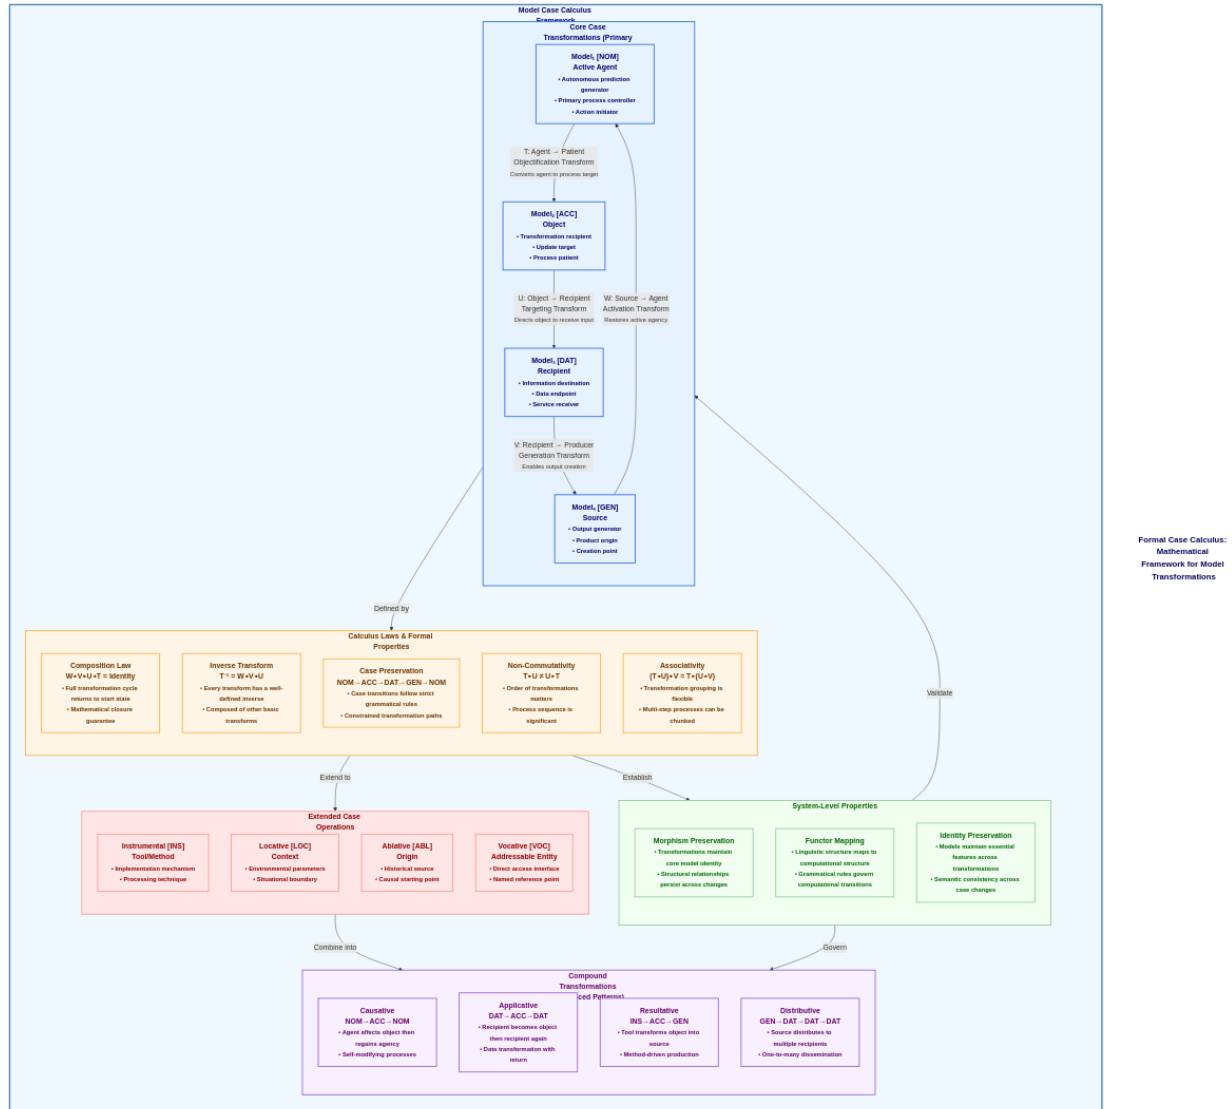 Model Case Calculus
Framework
Core Case
Transformations (Primary
Model₁ [NOM]
Active Agent
• Autonomous prediction
generator
• Primary process controller
• Action initiator
T: Agent → Patient
Objectification Transform
Converts agent to process target
Model₂ [ACC]
Object
• Transformation recipient
• Update target
• Process patient
U: Object → Recipient
Targeting Transform
Directs object to receive input
W: Source → Agent
Activation Transform
Restores active agency
Model₃ [DAT]
Recipient
• Information destination
• Data endpoint
• Service receiver
V: Recipient → Producer
Generation Transform
Enables output creation
Model₄ [GEN]
Source
• Output generator
• Product origin
• Creation point
Formal Case Calculus:
Mathematical
Framework for Model
Transformations
Defined by
Calculus Laws & Formal
Properties
Composition Law
W∘V∘U∘T = Identity
• Full transformation cycle
returns to start state
• Mathematical closure
guarantee
Inverse Transform
T⁻¹ = W∘V∘U
• Every transform has a well-
defined inverse
• Composed of other basic
transforms
Case Preservation
NOM→ACC→DAT→GEN→NOM
• Case transitions follow strict
grammatical rules
• Constrained transformation paths
Non-Commutativity
T∘U ≠ U∘T
• Order of transformations
matters
• Process sequence is
significant
Associativity
(T∘U)∘V = T∘(U∘V)
• Transformation grouping is
flexible
• Multi-step processes can be
chunked
Validate
Extend to
Establish
Extended Case
Operations
Instrumental [INS]
Tool/Method
• Implementation mechanism
• Processing technique
Locative [LOC]
Context
• Environmental parameters
• Situational boundary
Ablative [ABL]
Origin
• Historical source
• Causal starting point
Vocative [VOC]
Addressable Entity
• Direct access interface
• Named reference point
System-Level Properties
Morphism Preservation
• Transformations maintain
core model identity
• Structural relationships
persist across changes
Functor Mapping
• Linguistic structure maps to
computational structure
• Grammatical rules govern
computational transitions
Identity Preservation
• Models maintain essential
features across
transformations
• Semantic consistency across
case changes
Combine into
Govern
Compound
Transformations
ced Patterns)
Causative
NOM→ACC→NOM
• Agent affects object then
regains agency
• Self-modifying processes
Applicative
DAT→ACC→DAT
• Recipient becomes object
then recipient again
• Data transformation with
return
Resultative
INS→ACC→GEN
• Tool transforms object into
source
• Method-driven production
Distributive
GEN→DAT→DAT→DAT
• Source distributes to
multiple recipients
• One-to-many dissemination